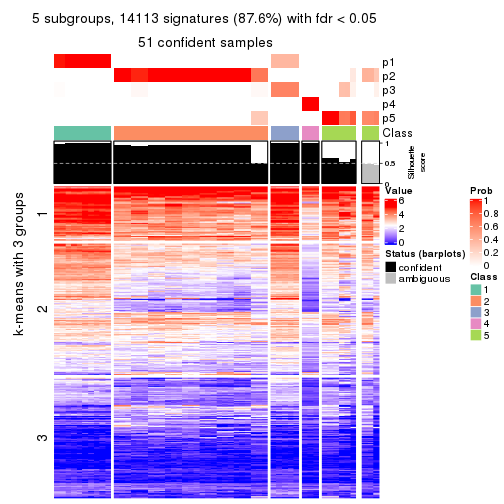 5 subgroups, 14113 signatures (87.6%) with fdr < 0.05
51 confident samples
p1
p2
p3
p4
p5
Class
1
0.5
0
Silhouette
score
k-means with 3 groups
1
2
3
Value
6
4
2
0
Status (barplots)
confident
ambiguous
Prob
1
0.8
0.6
0.4
0.2
0
Class
1
2
3
4
5